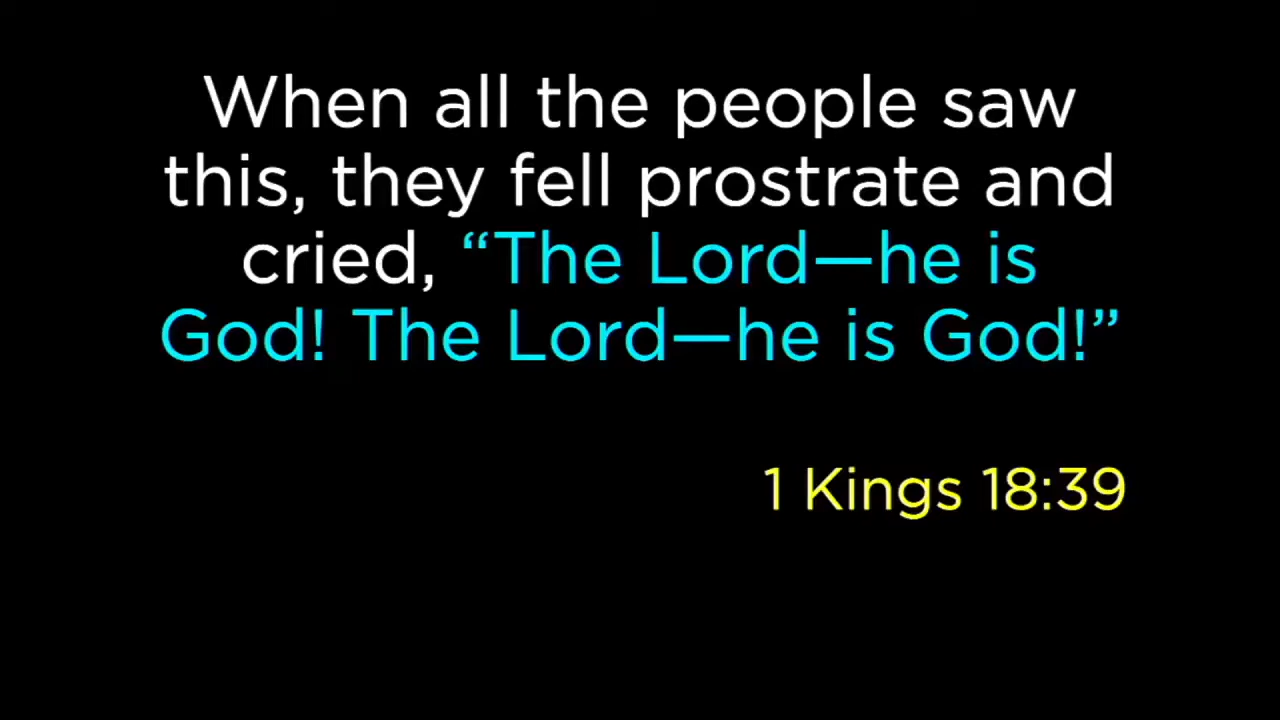 When all the people saw
this, they fell prostrate and
cried, “The Lord—he is
God! The Lord—he is God!”
1 Kings 18:39